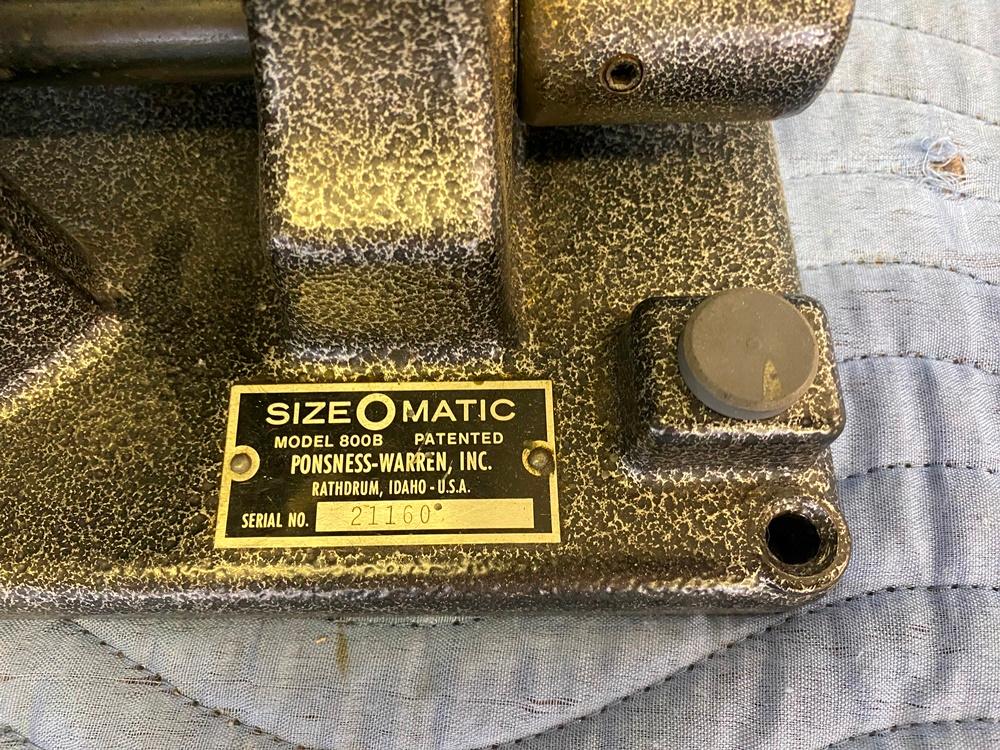 SIZE O MATIC
MODEL 800B PATENTED
PONSNESS-WARREN, INC.
RATHDRUM, IDAHO - U.S.A.
SERIAL NO. 21160